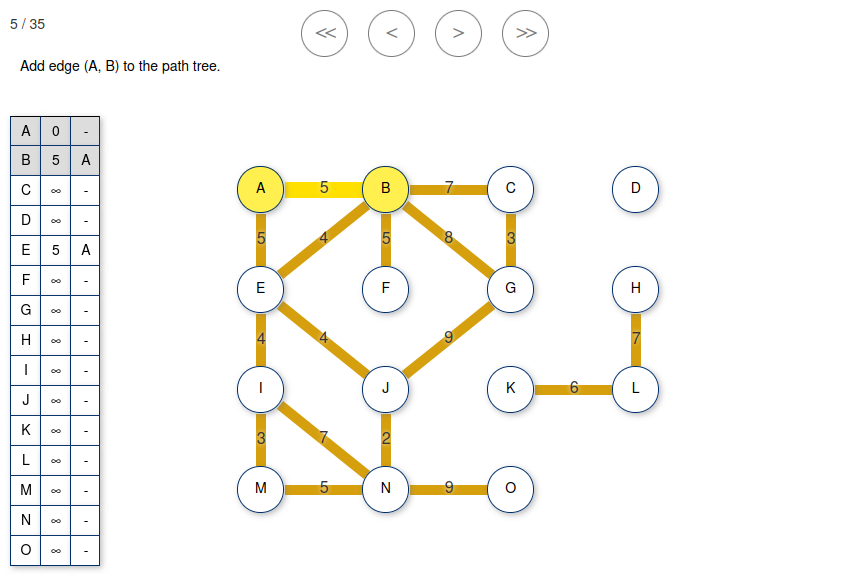 5 / 35
<< < > >>
Add edge (A, B) to the path tree.
A 0 -
B 5 A
C ∞ -
D ∞ -
E 5 A
F ∞ -
G ∞ -
H ∞ -
I ∞ -
J ∞ -
K ∞ -
L ∞ -
M ∞ -
N ∞ -
O ∞ -
A 5 B 7 C D
5 4 5 8 3
E F G H
4 4 9 7
I J K 6 L
3 7 2
M 5 N 9 O